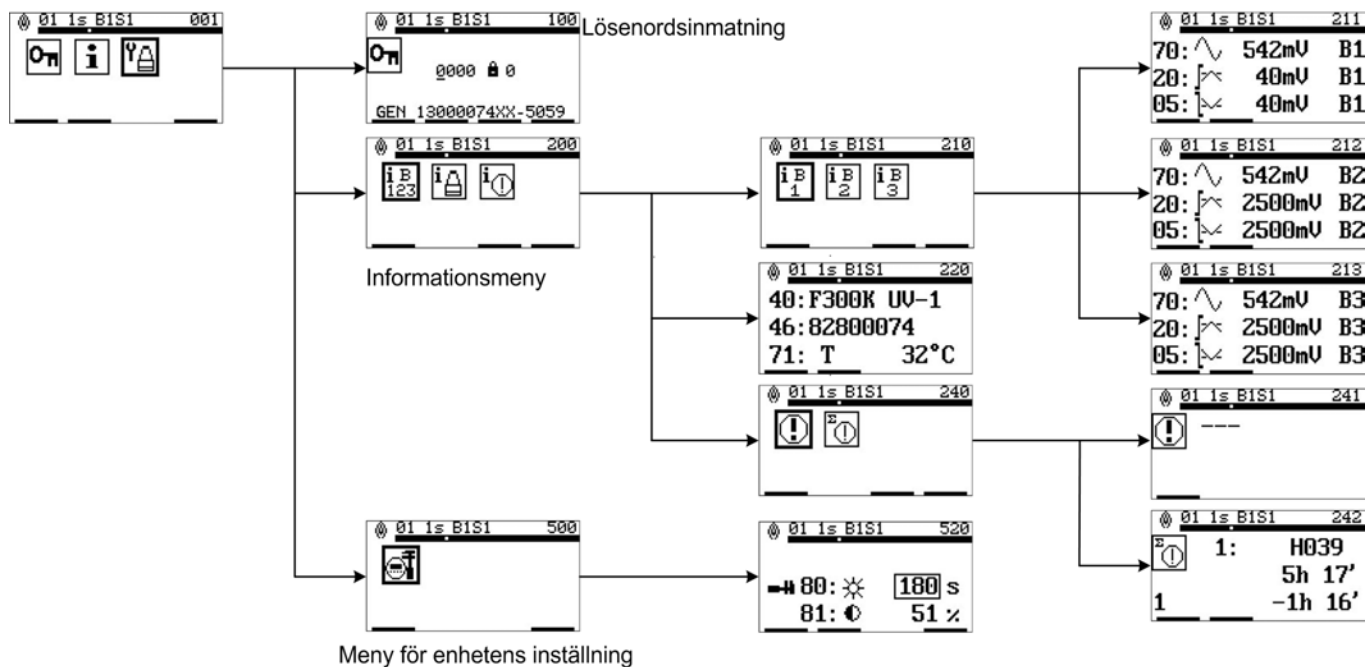 01 1s B1S1 001
01 1s B1S1 100
0000 0
GEN 13000074XX-5059
Lösenordsinmatning
01 1s B1S1 200
i B 123 i i
Informationsmeny
01 1s B1S1 210
i B 1 i B 2 i B 3
01 1s B1S1 211
70: 542mV B1
20: 40mV B1
05: 40mV B1
01 1s B1S1 212
70: 542mV B2
20: 2500mV B2
05: 2500mV B2
01 1s B1S1 213
70: 542mV B3
20: 2500mV B3
05: 2500mV B3
01 1s B1S1 220
40:F300K UV-1
46:82800074
71: T 32°C
01 1s B1S1 240
Σ
01 1s B1S1 241
---
01 1s B1S1 242
Σ 1: H039
5h 17'
1 -1h 16'
01 1s B1S1 500
Meny för enhetens inställning
01 1s B1S1 520
80: 180 s
81: 51 %